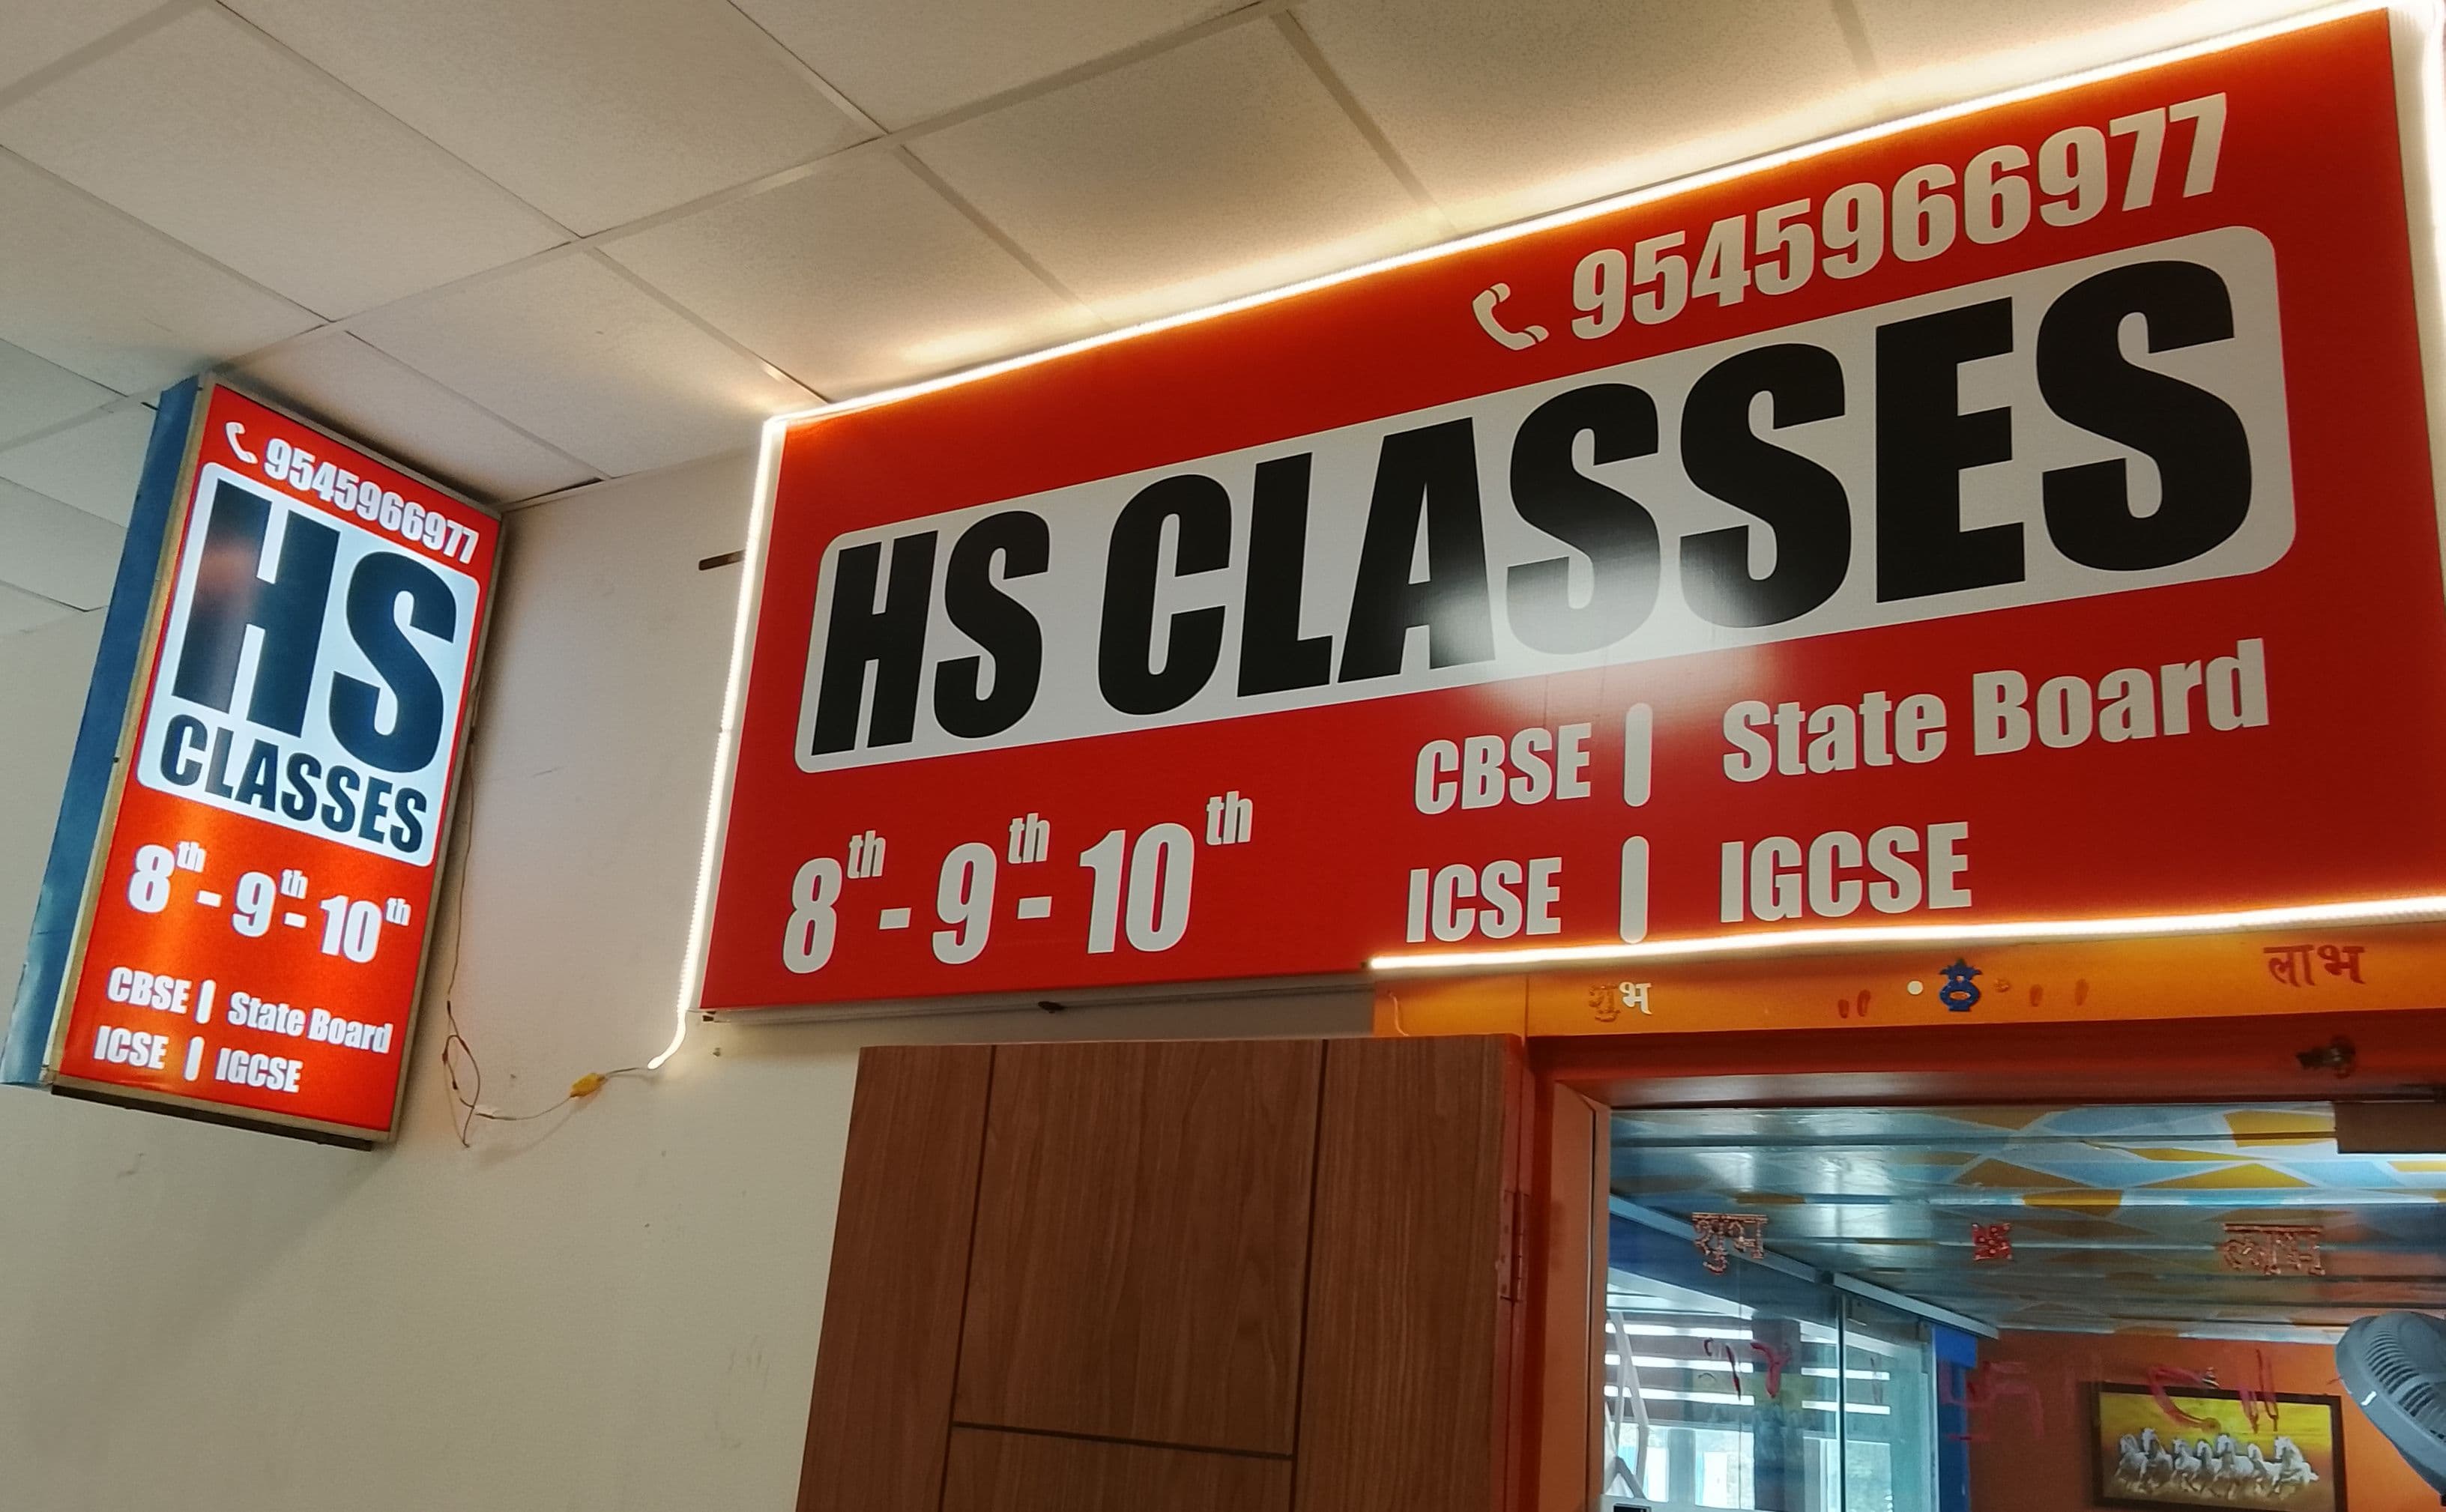 9545966977
HS
CLASSES
8th - 9th - 10th
CBSE | State Board
ICSE | IGCSE
9545966977
HS CLASSES
8th - 9th - 10th
CBSE | State Board
ICSE | IGCSE
शुभ
लाभ
शुभ
लाभ